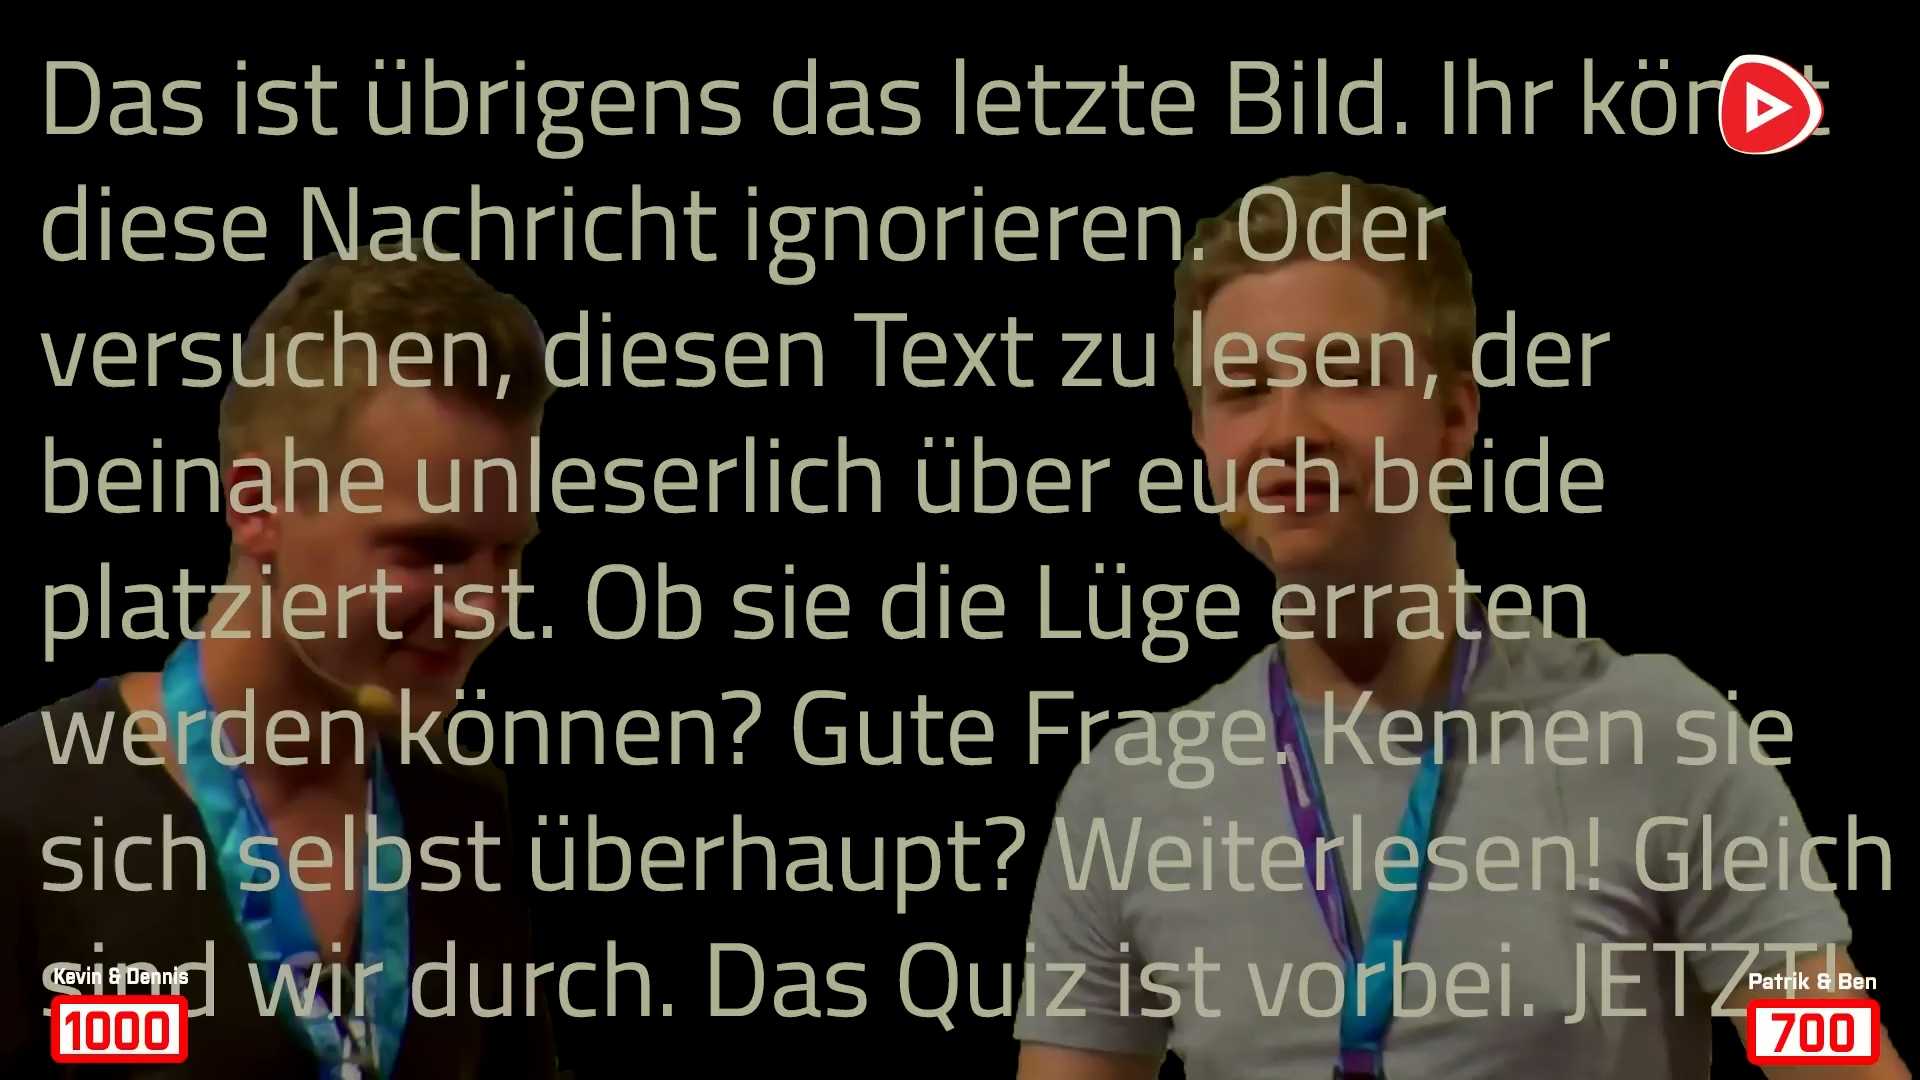 Das ist übrigens das letzte Bild. Ihr könnt
diese Nachricht ignorieren. Oder
versuchen, diesen Text zu lesen, der
beinahe unleserlich über euch beide
platziert ist. Ob sie die Lüge erraten
werden können? Gute Frage. Kennen sie
sich selbst überhaupt? Weiterlesen! Gleich
sind wir durch. Das Quiz ist vorbei. JETZT!
Kevin & Dennis
1000
Patrik & Ben
700